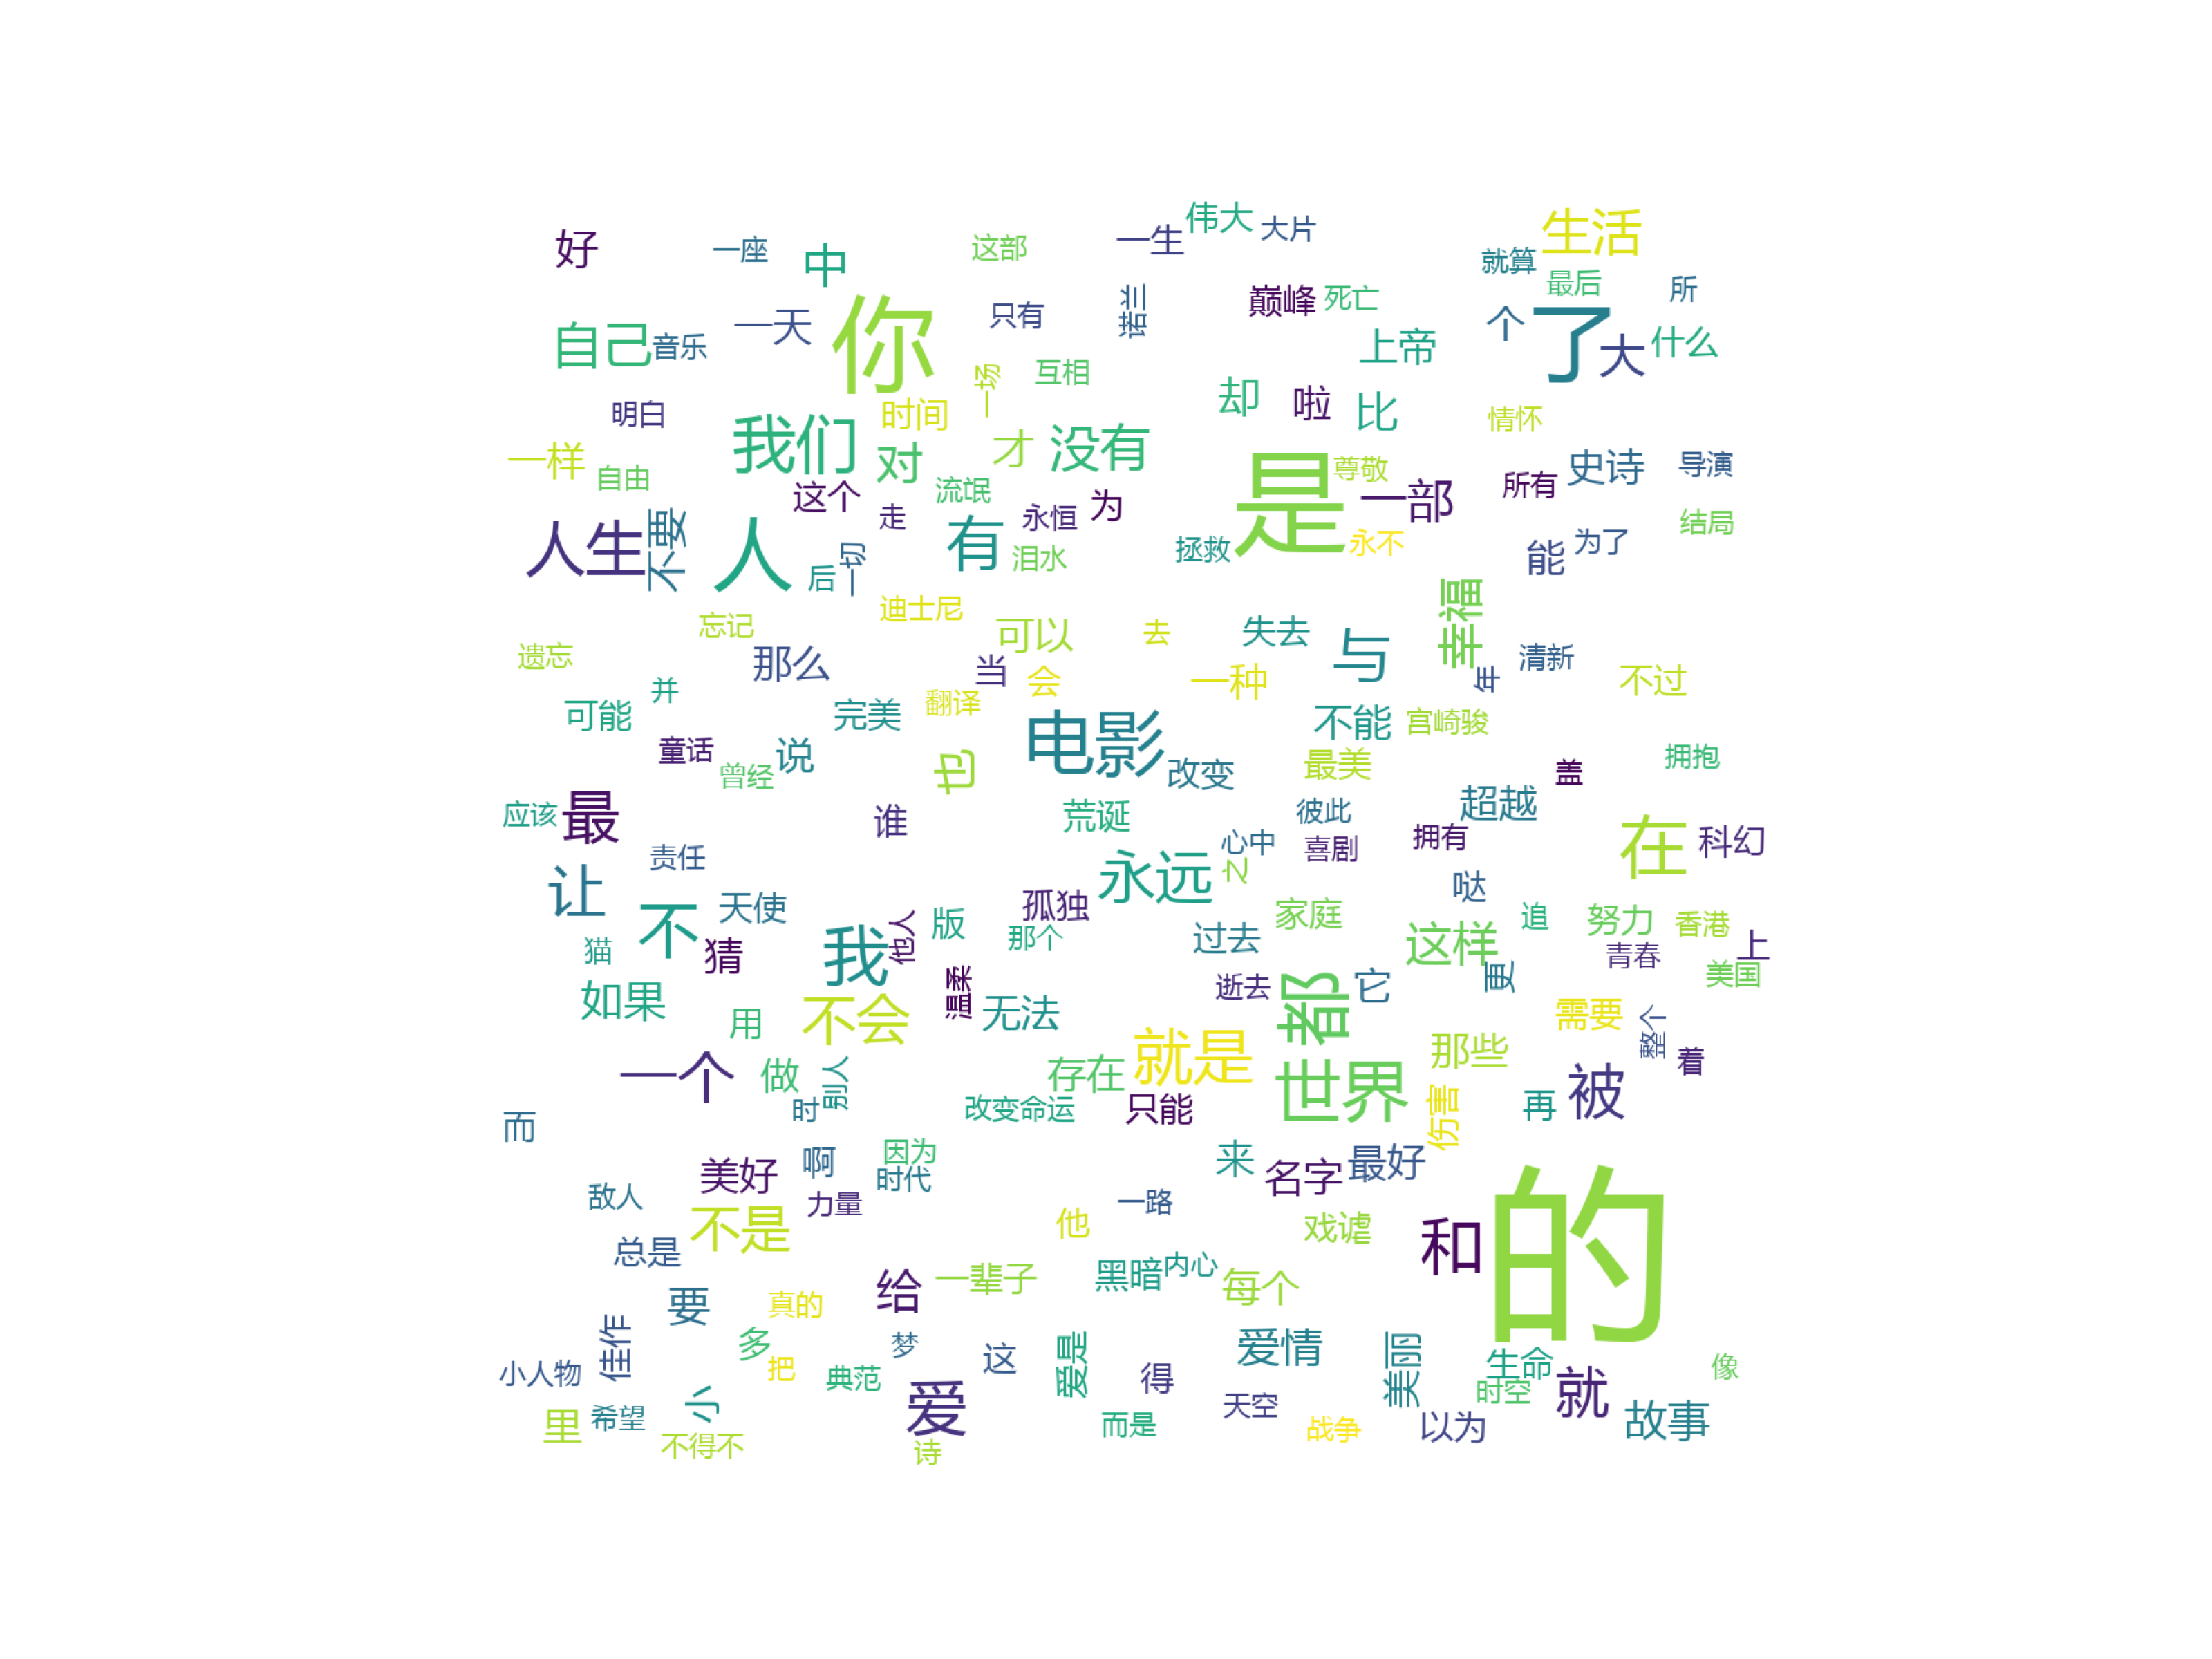 伟大
一生
大片
好
一座
中
这部
生活
就算
最后
所
你
只有
诺兰
巅峰
死亡
自己
音乐
一天
上帝
个
了
大
什么
一场
互相
明白
时间
却
啦
比
情怀
我们
对
才
没有
一样
自由
这个
流氓
是
尊敬
一部
所有
史诗
导演
人生
不要
人
走
有
永恒
为
泪水
拯救
永不
能
为了
结局
后
一切
迪士尼
忘记
可以
去
失去
与
幸福
遗忘
那么
当
会
一种
年
清新
不过
可能
并
完美
翻译
电影
不能
宫崎骏
童话
曾经
说
也
改变
最美
盖
拥抱
应该
最
谁
荒诞
彼此
超越
在
科幻
责任
心中
喜剧
拥有
让
不
天使
永远
之
哒
猫
猜
我
他人
版
孤独
那个
过去
家庭
这样
追
努力
香港
青春
上
如果
温柔
逝去
都
它
更
美国
用
不会
无法
需要
整个
一个
做
别人
存在
就是
世界
那些
被
着
时
改变命运
只能
伤害
再
而
美好
啊
因为
时代
来
名字
最好
敌人
力量
一路
的
不是
他
戏谑
和
总是
给
一辈子
黑暗
内心
每个
要
真的
佳作
多
梦
这
爱是
爱情
美丽
生命
小人物
把
典范
得
时空
就
像
里
希望
小
爱
天空
以为
故事
不得不
诗
而是
战争